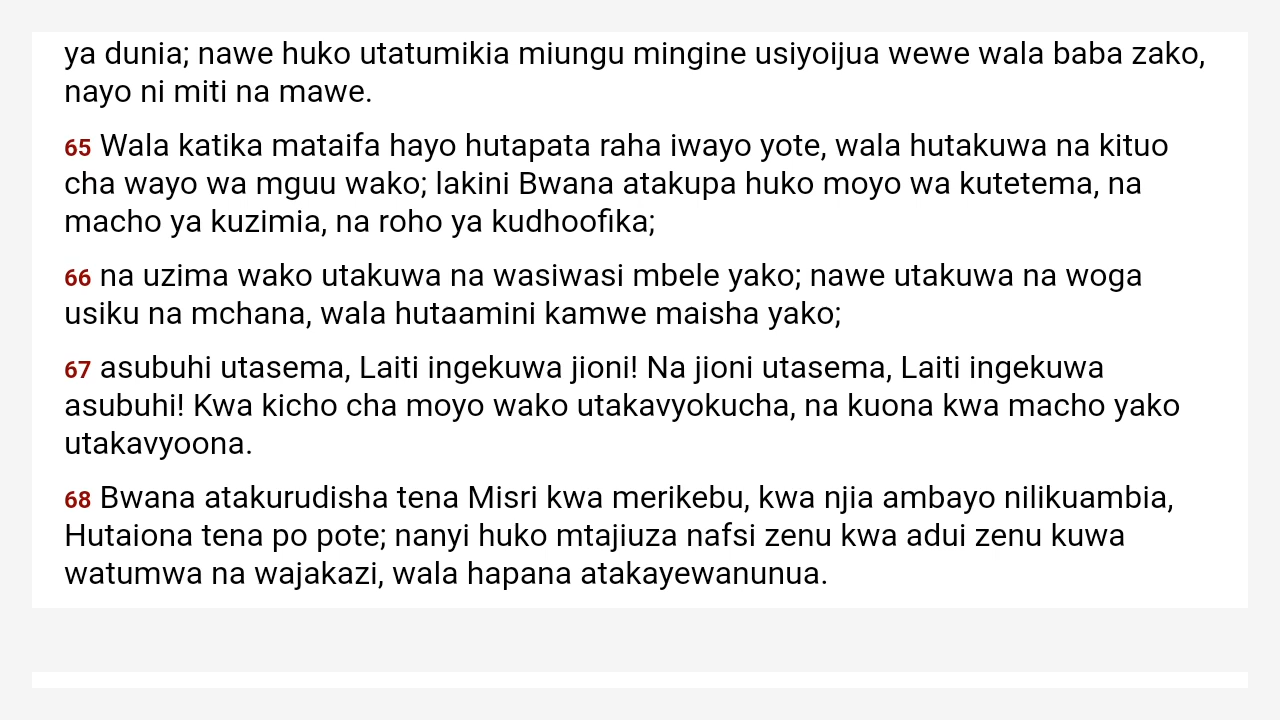 ya dunia; nawe huko utatumikia miungu mingine usiyoijua wewe wala baba zako,
nayo ni miti na mawe.
65 Wala katika mataifa hayo hutapata raha iwayo yote, wala hutakuwa na kituo
cha wayo wa mguu wako; lakini Bwana atakupa huko moyo wa kutetema, na
macho ya kuzimia, na roho ya kudhoofika;
66 na uzima wako utakuwa na wasiwasi mbele yako; nawe utakuwa na woga
usiku na mchana, wala hutaamini kamwe maisha yako;
67 asubuhi utasema, Laiti ingekuwa jioni! Na jioni utasema, Laiti ingekuwa
asubuhi! Kwa kicho cha moyo wako utakavyokucha, na kuona kwa macho yako
utakavyoona.
68 Bwana atakurudisha tena Misri kwa merikebu, kwa njia ambayo nilikuambia,
Hutaiona tena po pote; nanyi huko mtajiuza nafsi zenu kwa adui zenu kuwa
watumwa na wajakazi, wala hapana atakayewanunua.